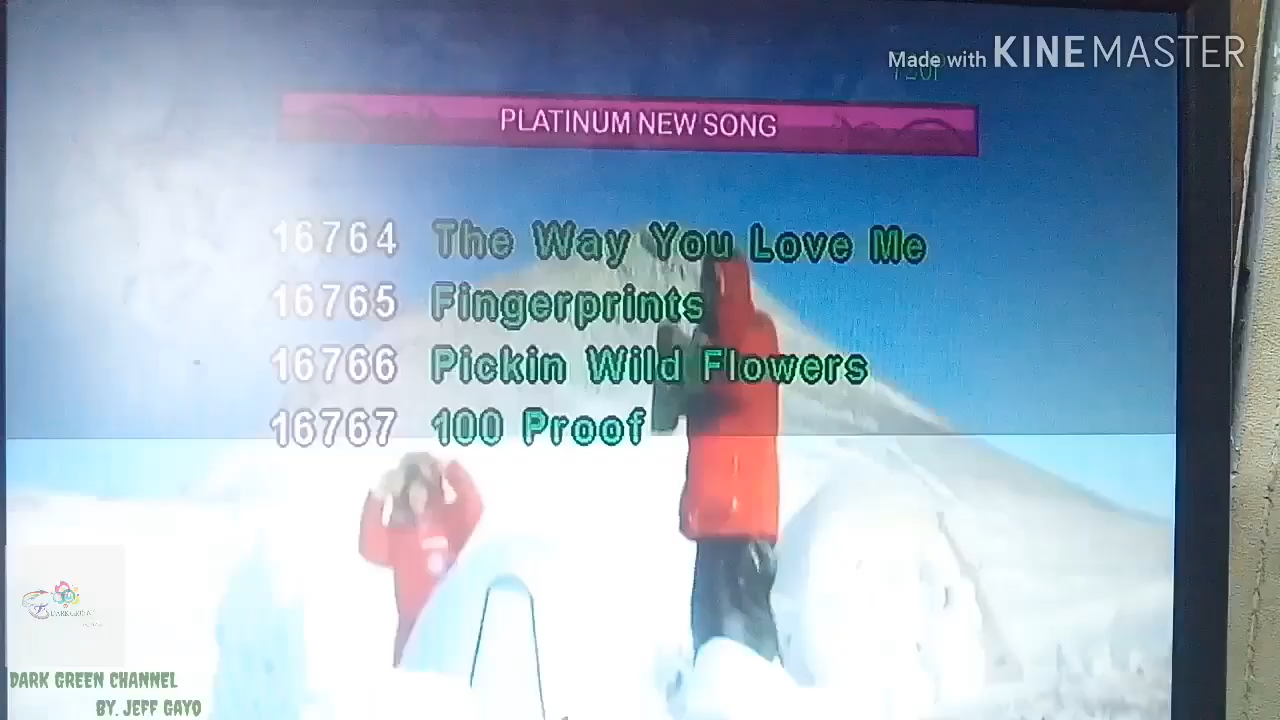 Made with KINEMASTER
720P
PLATINUM NEW SONG
16764 The Way You Love Me
16765 Fingerprints
16766 Pickin Wild Flowers
16767 100 Proof
DARK GREEN CHANNEL
BY. JEFF GAYO